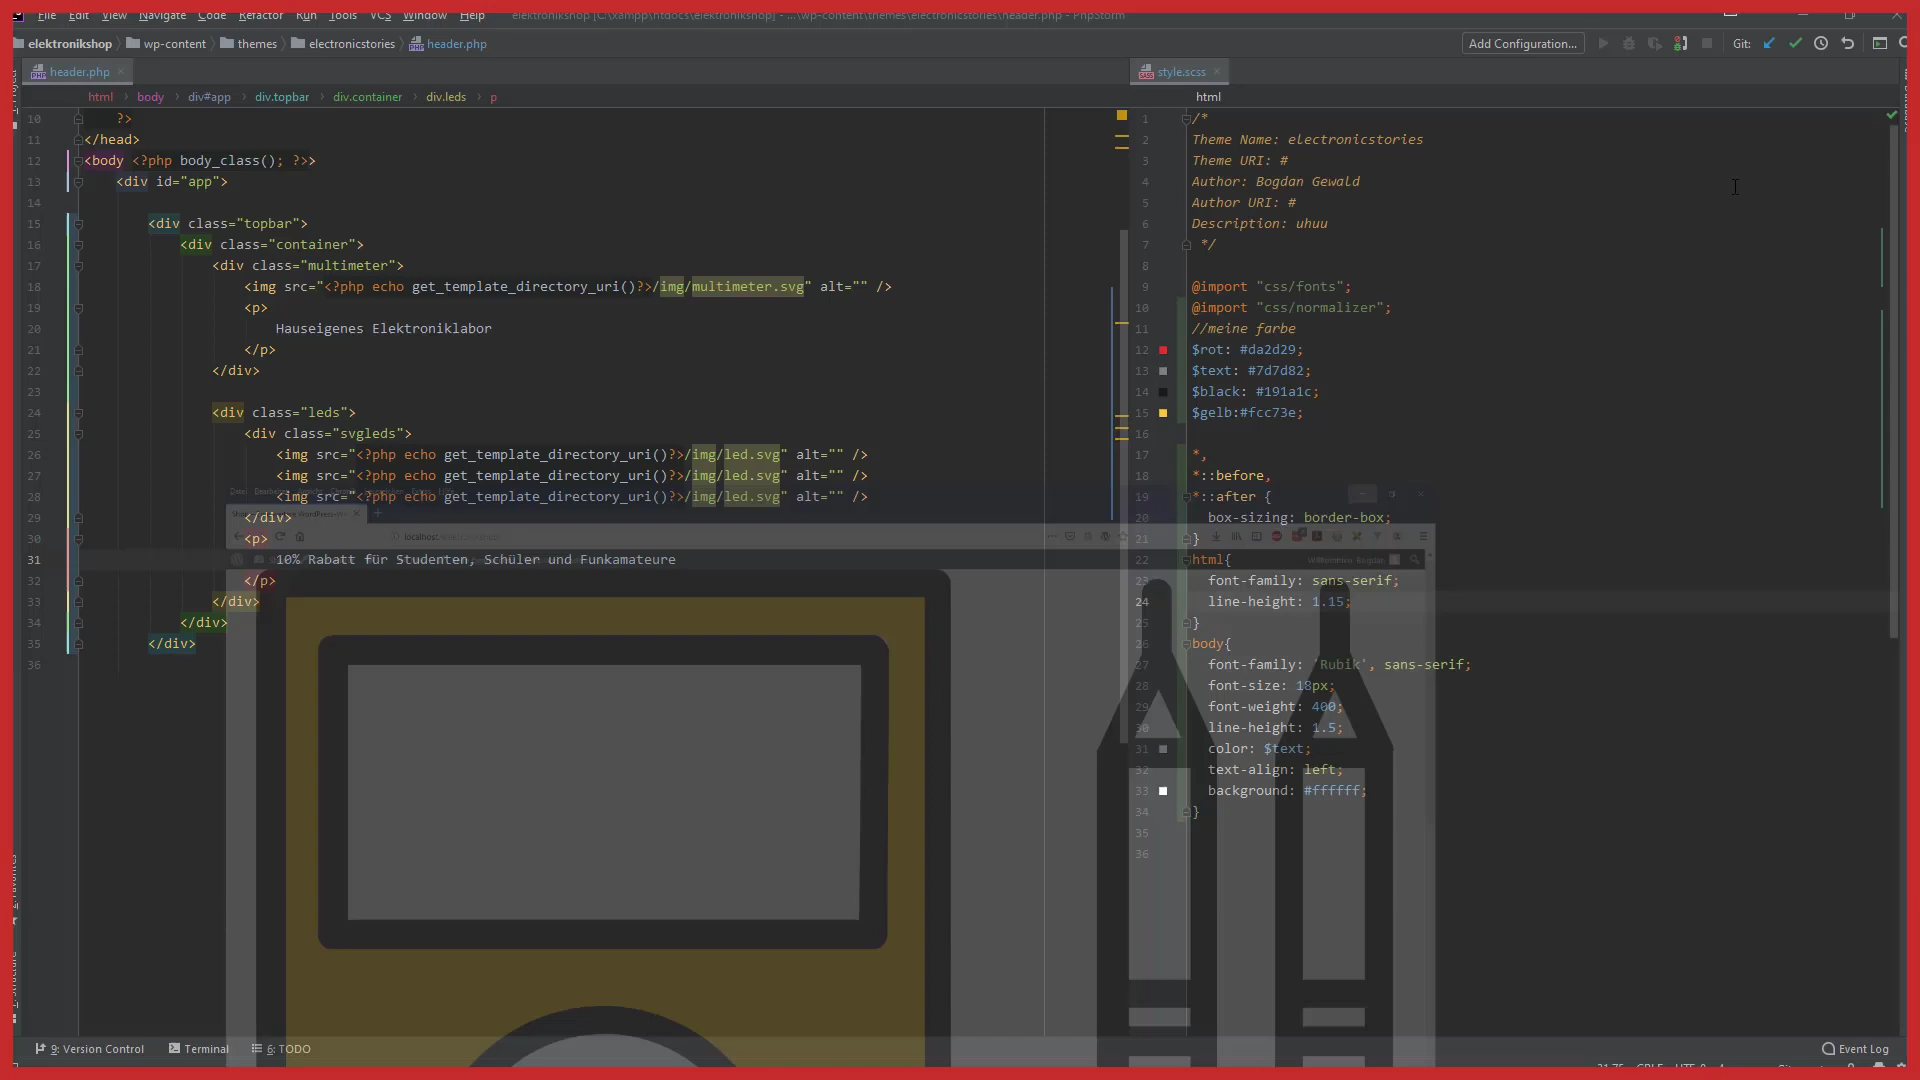 File Edit View Navigate Code Refactor Run Tools VCS Window Help elektronikshop [C:\xampp\htdocs\elektronikshop] - ...\wp-content\themes\electronicstories\header.php - PhpStorm
elektronikshop wp-content themes electronicstories header.php Add Configuration... Git:
header.php style.scss
html body div#app div.topbar div.container div.leds p html
10 ?>
11 </head>
12 <body <?php body_class(); ?>>
13 <div id="app">
14
15 <div class="topbar">
16 <div class="container">
17 <div class="multimeter">
18 <img src="<?php echo get_template_directory_uri()?>/img/multimeter.svg" alt="" />
19 <p>
20 Hauseigenes Elektroniklabor
21 </p>
22 </div>
23
24 <div class="leds">
25 <div class="svgleds">
26 <img src="<?php echo get_template_directory_uri()?>/img/led.svg" alt="" />
27 <img src="<?php echo get_template_directory_uri()?>/img/led.svg" alt="" />
28 <img src="<?php echo get_template_directory_uri()?>/img/led.svg" alt="" />
29 </div>
30 <p>
31 10% Rabatt für Studenten, Schüler und Funkamateure
32 </p>
33 </div>
34 </div>
35 </div>
36
1 /*
2 Theme Name: electronicstories
3 Theme URI: #
4 Author: Bogdan Gewald
5 Author URI: #
6 Description: uhuu
7 */
8
9 @import "css/fonts";
10 @import "css/normalizer";
11 //meine farbe
12 $rot: #da2d29;
13 $text: #7d7d82;
14 $black: #191a1c;
15 $gelb:#fcc73e;
16
17 *,
18 *::before,
19 *::after {
20 box-sizing: border-box;
21 }
22 html{
23 font-family: sans-serif;
24 line-height: 1.15;
25 }
26 body{
27 font-family: 'Rubik', sans-serif;
28 font-size: 18px;
29 font-weight: 400;
30 line-height: 1.5;
31 color: $text;
32 text-align: left;
33 background: #ffffff;
34 }
35
36
localhost
Willkommen, Bogdan
9: Version Control Terminal 6: TODO Event Log